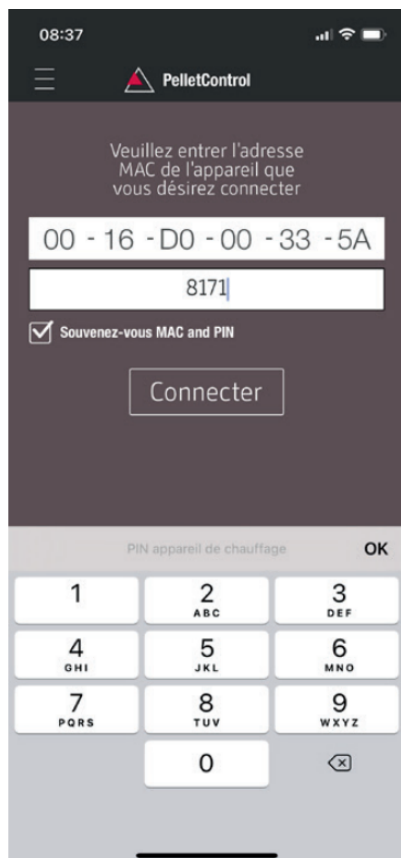 08:37
PelletControl
Veuillez entrer l'adresse
MAC de l'appareil que
vous désirez connecter
00 - 16 - D0 - 00 - 33 - 5A
8171
Souvenez-vous MAC and PIN
Connecter
PIN appareil de chauffage OK
1 2 3
ABC DEF
4 5 6
GHI JKL MNO
7 8 9
PQRS TUV WXYZ
0